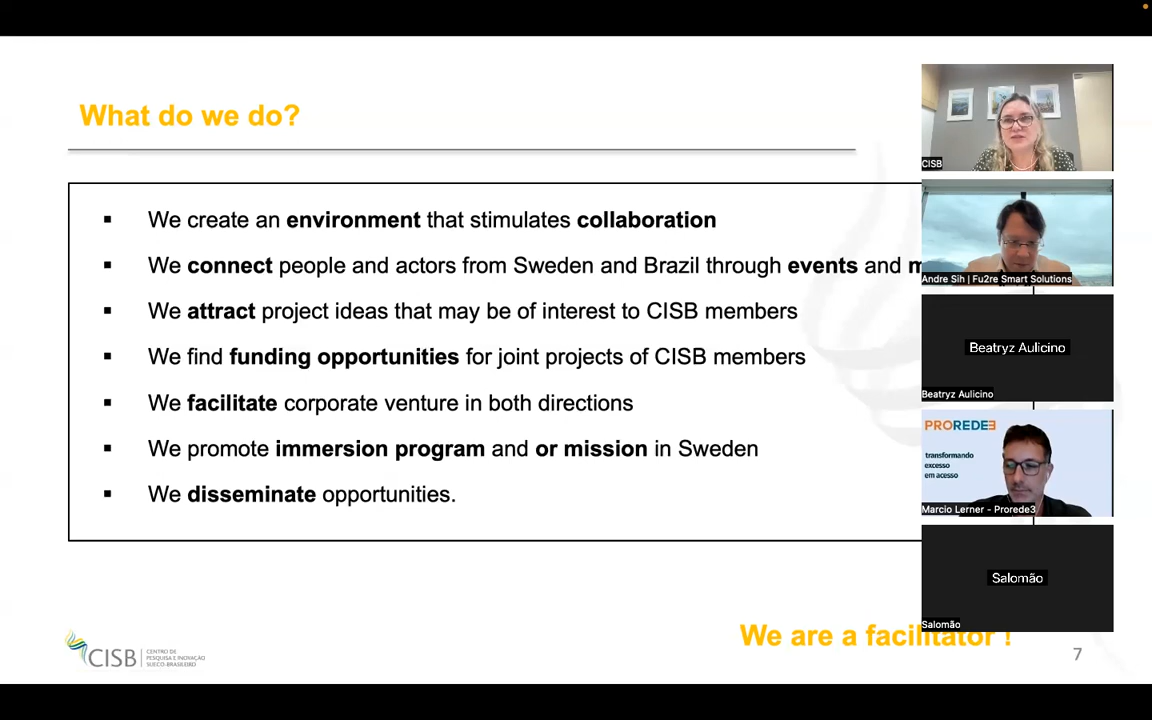 What do we do?
We create an environment that stimulates collaboration
We connect people and actors from Sweden and Brazil through events and
We attract project ideas that may be of interest to CISB members
We find funding opportunities for joint projects of CISB members
We facilitate corporate venture in both directions
We promote immersion program and or mission in Sweden
We disseminate opportunities.
We are a facilitator !
CISB
CENTRO DE
PESQUISA E INOVAÇÃO
SUECO-BRASILEIRO
7
CISB
Andre Sih | Fu2re Smart Solutions
Beatryz Aulicino
Beatryz Aulicino
PROREDE3
transformando
excesso
em acesso
Marcio Lerner - Prorede3
Salomão
Salomão